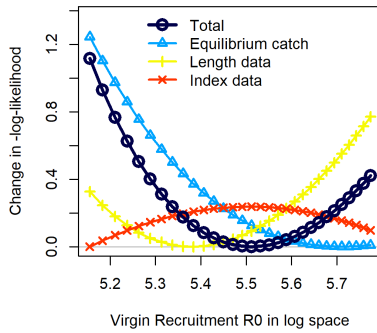 Total
Equilibrium catch
Length data
Index data
Change in -log-likelihood
0.0 0.4 0.8 1.2
5.2 5.3 5.4 5.5 5.6 5.7
Virgin Recruitment R0 in log space